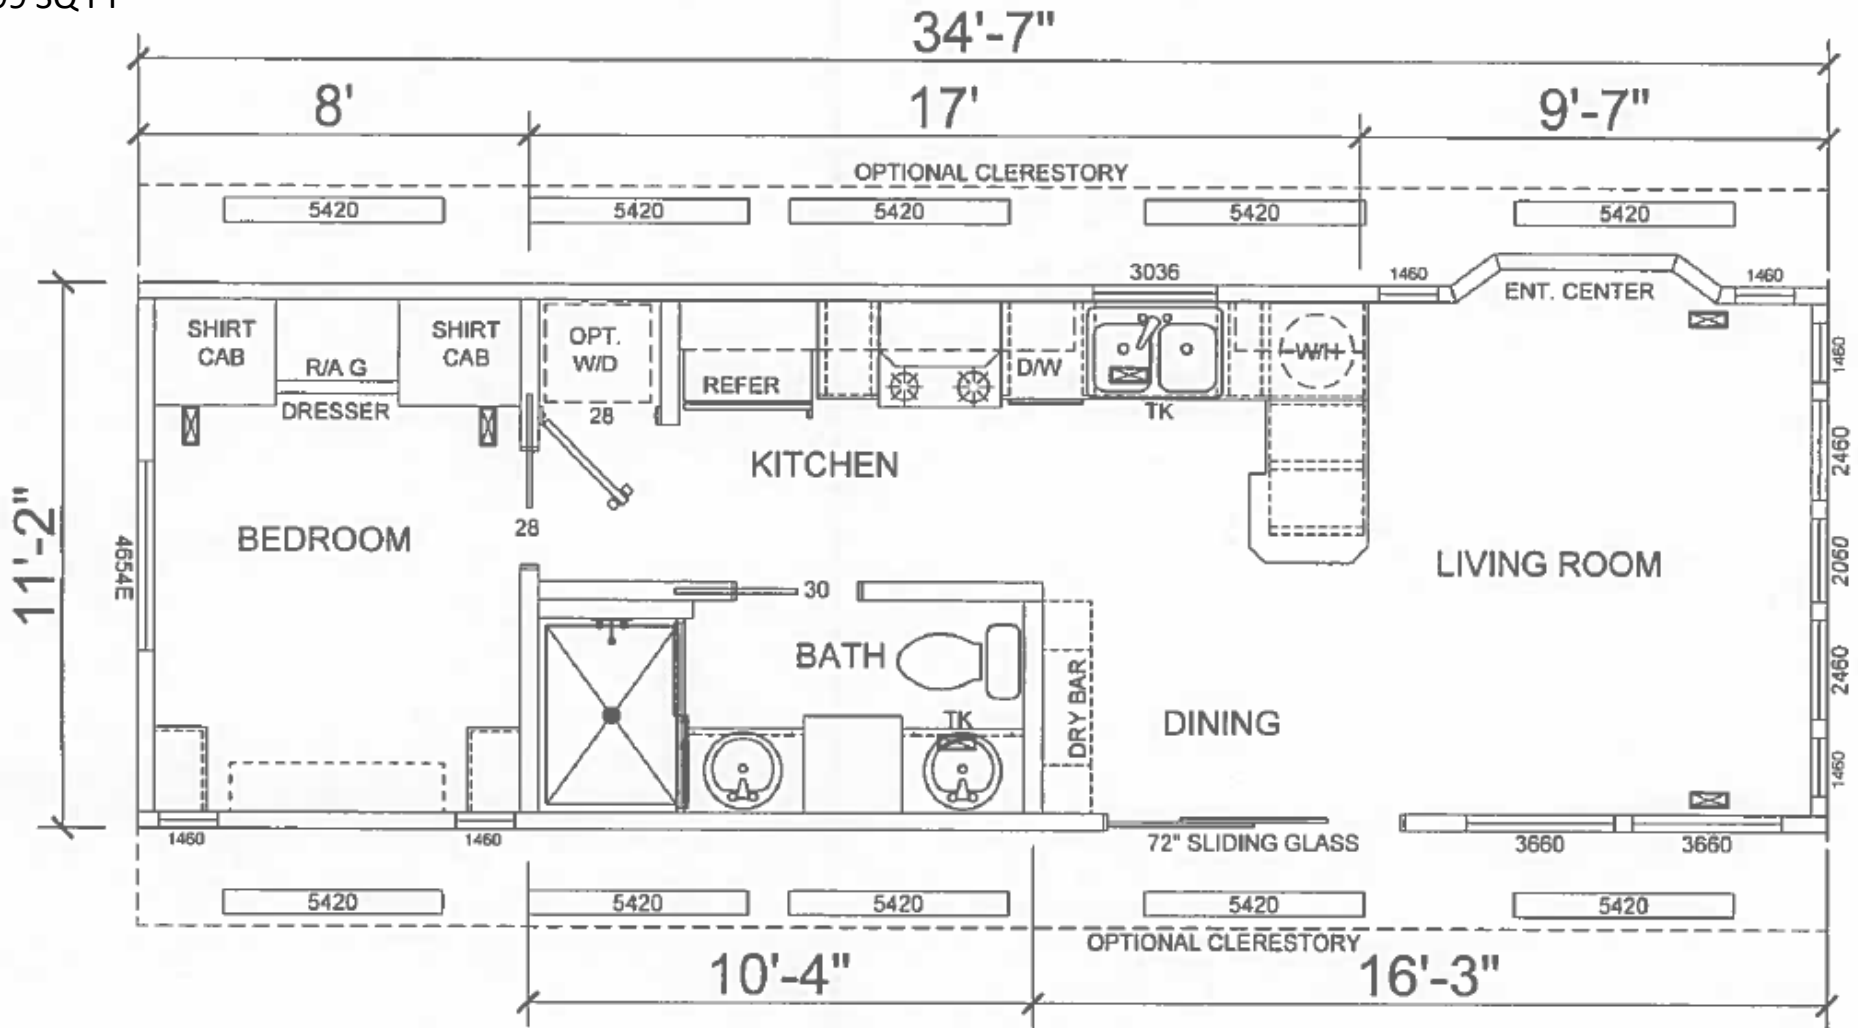 SQ FT
34'-7"
8'
17'
9'-7"
OPTIONAL CLERESTORY
5420
5420
5420
5420
5420
3036
1460
1460
ENT. CENTER
SHIRT
CAB
R/A G
DRESSER
SHIRT
CAB
OPT.
W/D
28
REFER
D/W
TK
W/H
1460
2460
2060
2460
1460
KITCHEN
28
BEDROOM
11'-2"
4654E
LIVING ROOM
30
BATH
TK
DRY BAR
DINING
1460
1460
72" SLIDING GLASS
3660
3660
5420
5420
5420
5420
5420
OPTIONAL CLERESTORY
10'-4"
16'-3"